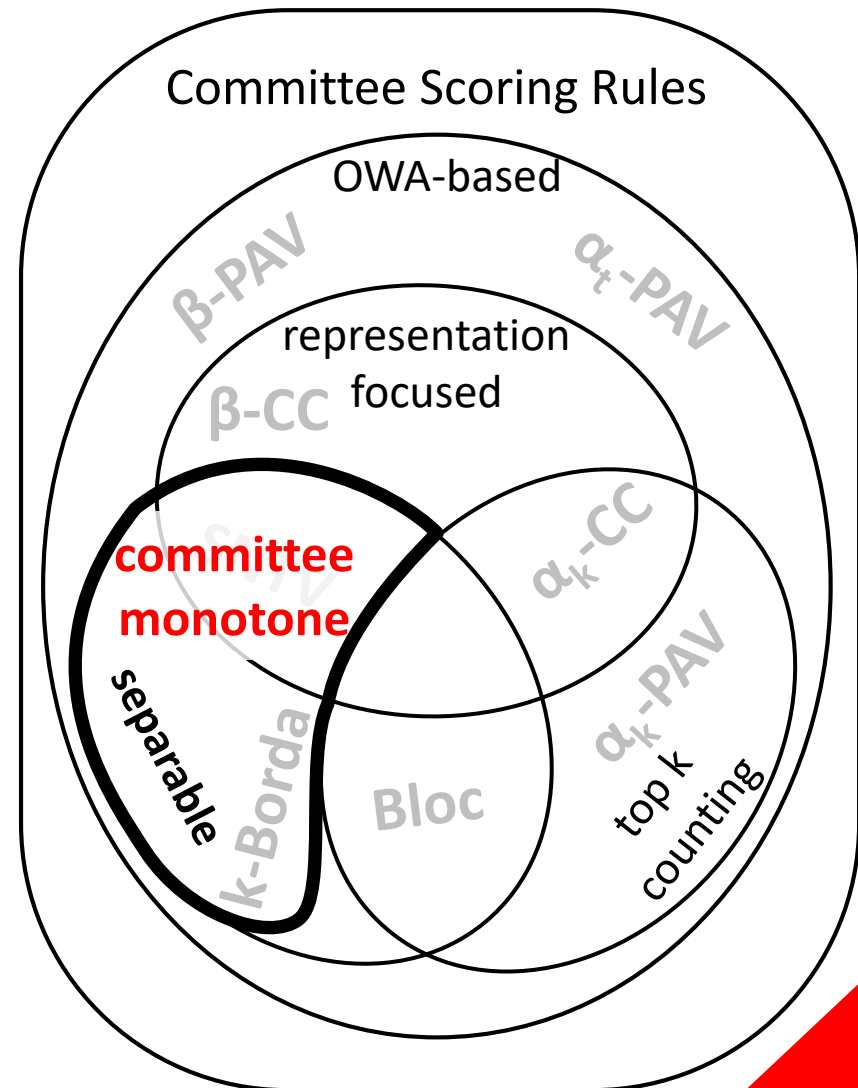 Committee Scoring Rules
OWA-based
β-PAV
αₜ-PAV
representation
focused
β-CC
αₖ-CC
SNTV
committee
monotone
αₖ-PAV
separable
k-Borda
Bloc
top k
counting